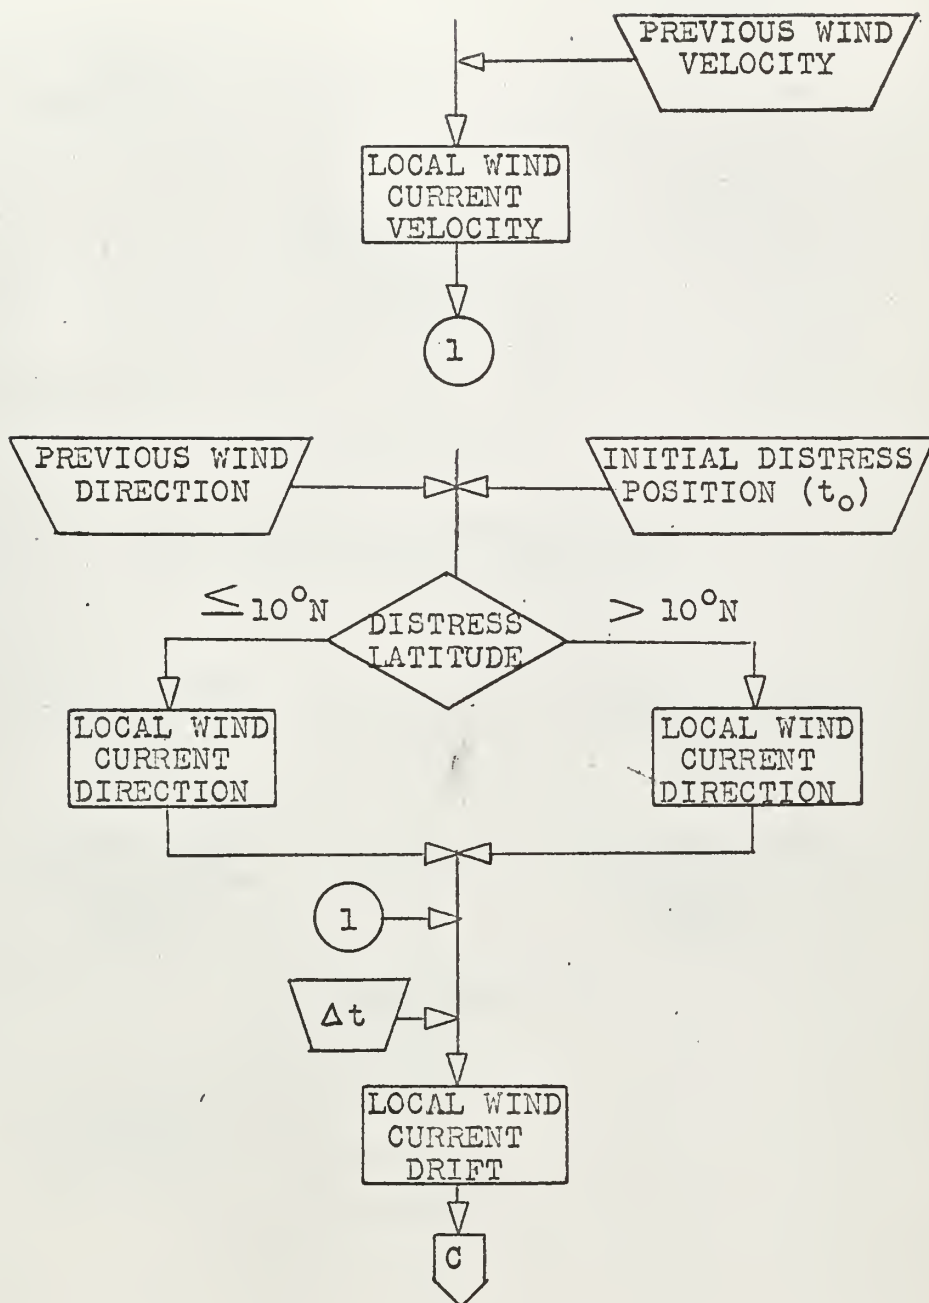 PREVIOUS WIND
VELOCITY
LOCAL WIND
CURRENT
VELOCITY
1
PREVIOUS WIND
DIRECTION
INITIAL DISTRESS
POSITION (t₀)
≤ 10°N
> 10°N
DISTRESS
LATITUDE
LOCAL WIND
CURRENT
DIRECTION
LOCAL WIND
CURRENT
DIRECTION
1
Δt
LOCAL WIND
CURRENT
DRIFT
C